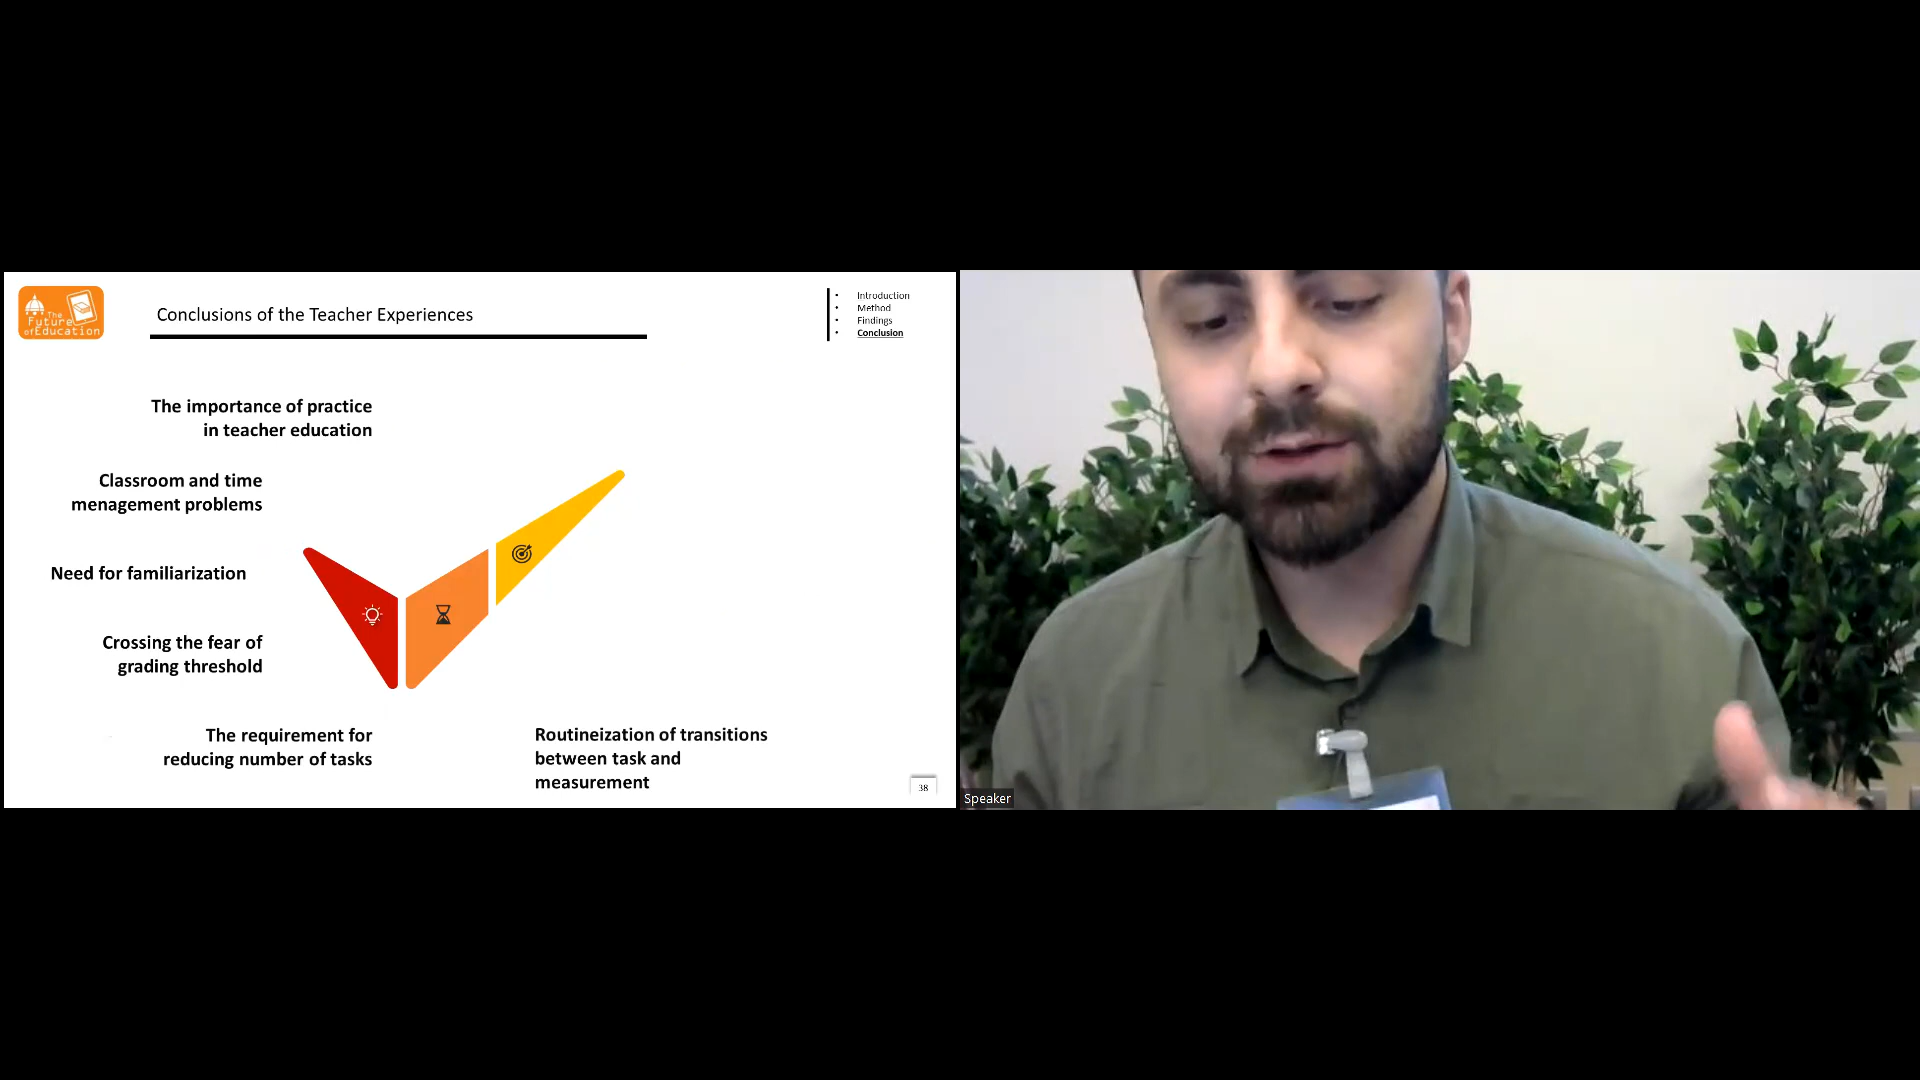 The
Future
of Education
Conclusions of the Teacher Experiences
• Introduction
• Method
• Findings
• Conclusion
The importance of practice
in teacher education
Classroom and time
menagement problems
Need for familiarization
Crossing the fear of
grading threshold
The requirement for
reducing number of tasks
Routineization of transitions
between task and
measurement
38
Speaker